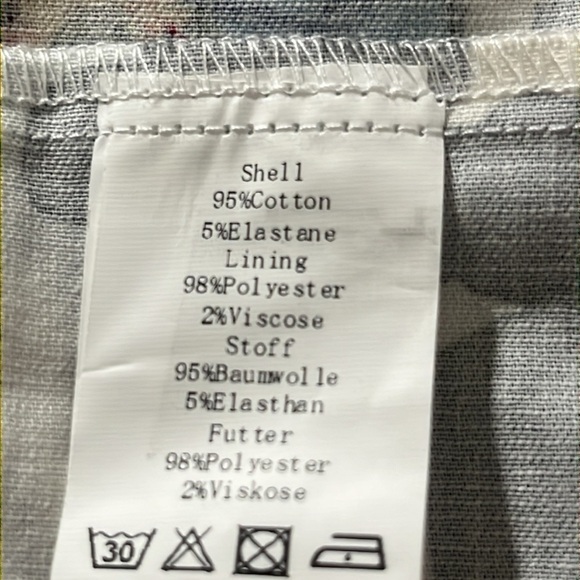 Shell
95%Cotton
5%Elastane
Lining
98%Polyester
2%Viscose
Stoff
95%Baumwolle
5%Elasthan
Futter
98%Polyester
2%Viskose
30